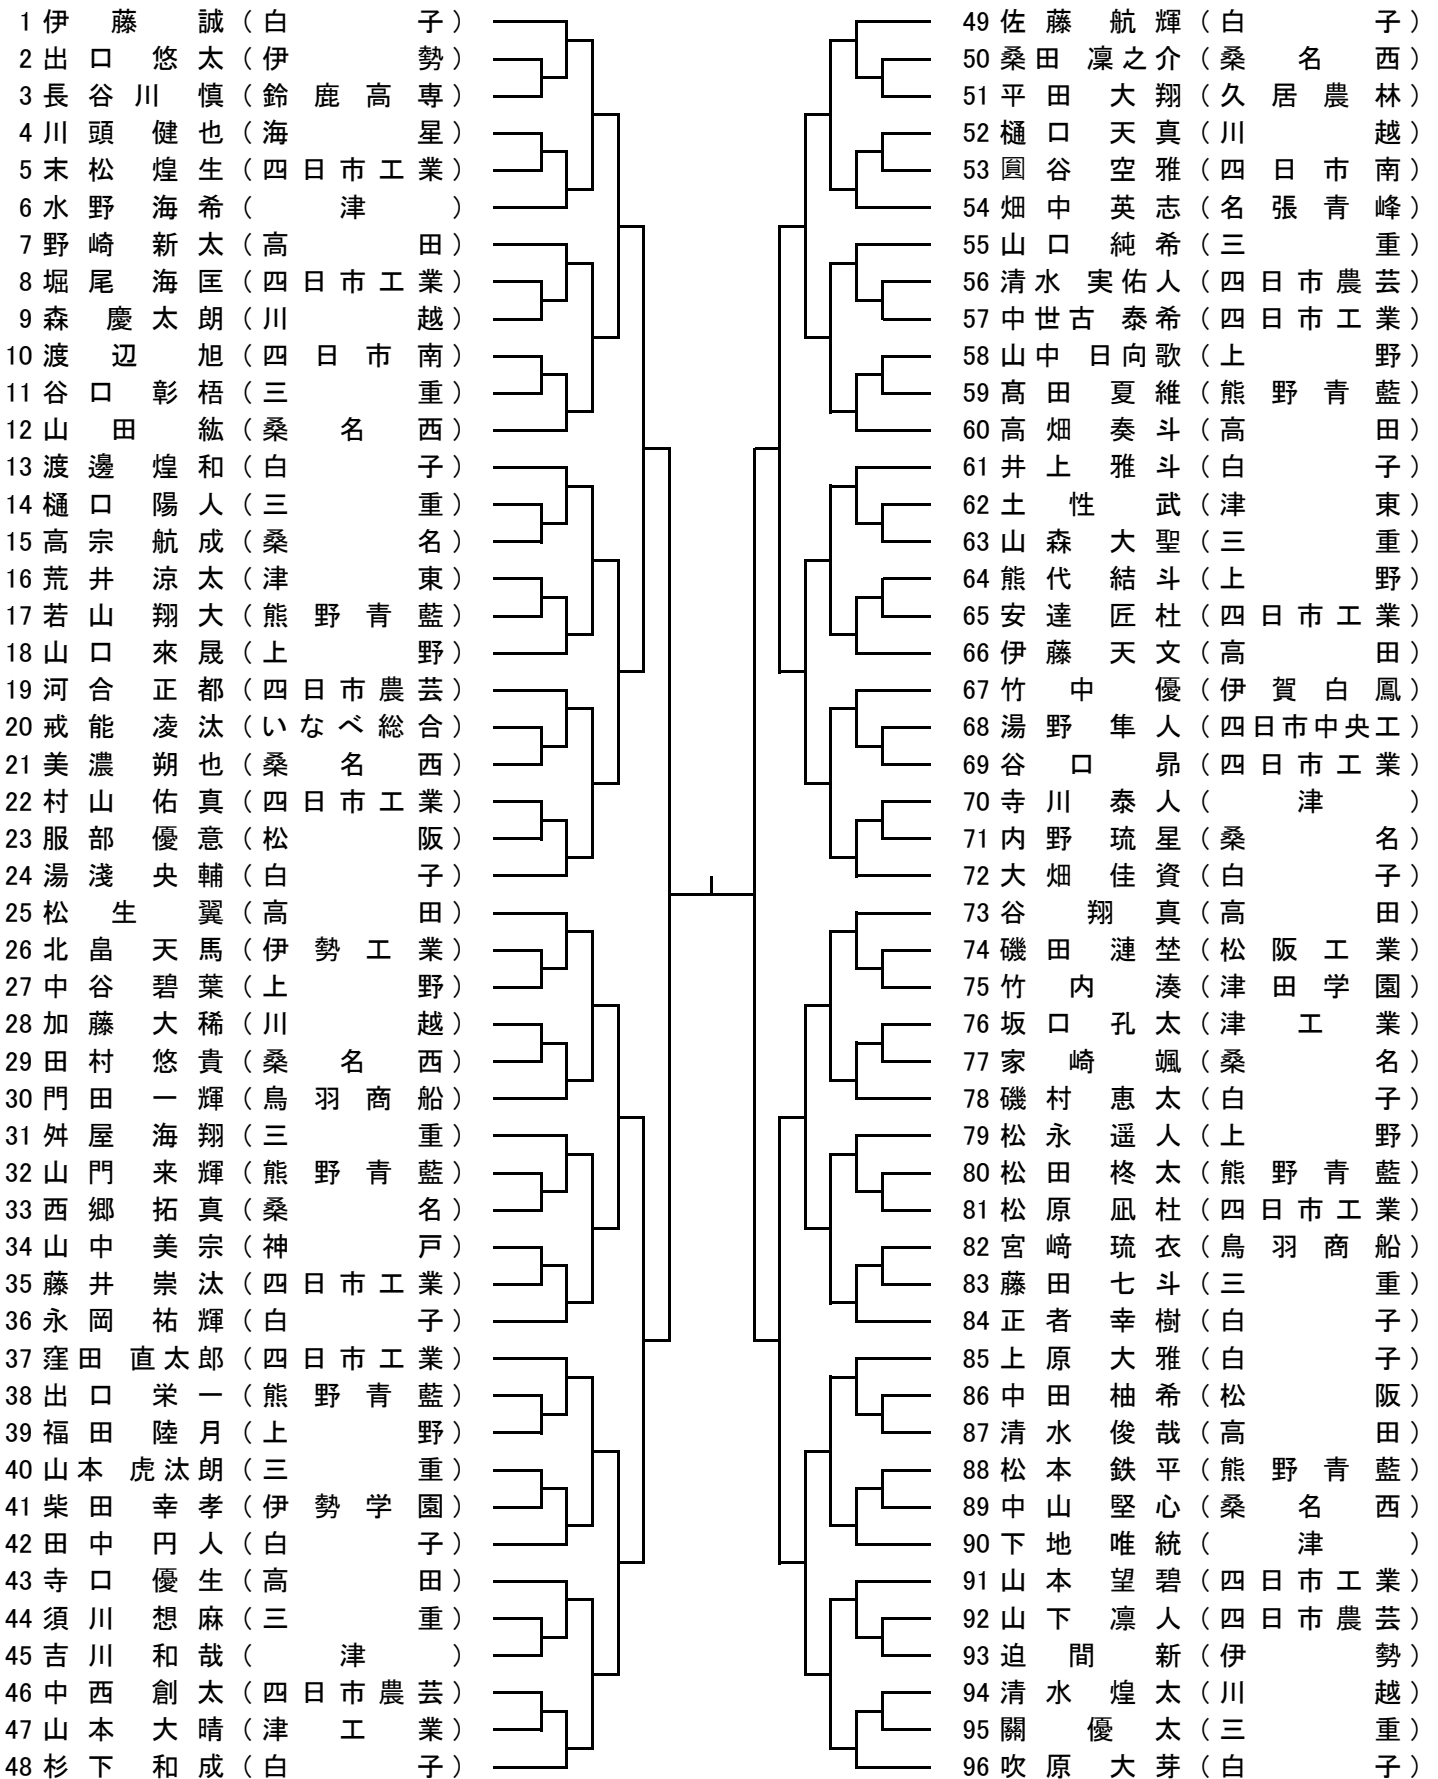 1 伊藤 誠 (白子)
2 出口 悠太 (伊勢)
3 長谷川 慎 (鈴鹿高専)
4 川頭 健也 (海星)
5 末松 煌生 (四日市工業)
6 水野 海希 (津)
7 野崎 新太 (高田)
8 堀尾 海匡 (四日市工業)
9 森 慶太朗 (川越)
10 渡辺 旭 (四日市南)
11 谷口 彰梧 (三重)
12 山田 紘 (桑名西)
13 渡邊 煌和 (白子)
14 樋口 陽人 (三重)
15 高宗 航成 (桑名)
16 荒井 涼太 (津東)
17 若山 翔大 (熊野青藍)
18 山口 來晟 (上野)
19 河合 正都 (四日市農芸)
20 戒能 凌汰 (いなべ総合)
21 美濃 朔也 (桑名西)
22 村山 佑真 (四日市工業)
23 服部 優意 (松阪)
24 湯淺 央輔 (白子)
25 松生 翼 (高田)
26 北畠 天馬 (伊勢工業)
27 中谷 碧葉 (上野)
28 加藤 大稀 (川越)
29 田村 悠貴 (桑名西)
30 門田 一輝 (鳥羽商船)
31 舛屋 海翔 (三重)
32 山門 来輝 (熊野青藍)
33 西郷 拓真 (桑名)
34 山中 美宗 (神戸)
35 藤井 崇汰 (四日市工業)
36 永岡 祐輝 (白子)
37 窪田 直太郎 (四日市工業)
38 出口 栄一 (熊野青藍)
39 福田 陸月 (上野)
40 山本 虎汰朗 (三重)
41 柴田 幸孝 (伊勢学園)
42 田中 円人 (白子)
43 寺口 優生 (高田)
44 須川 想麻 (三重)
45 吉川 和哉 (津)
46 中西 創太 (四日市農芸)
47 山本 大晴 (津工業)
48 杉下 和成 (白子)
49 佐藤 航輝 (白子)
50 桑田 凜之介 (桑名西)
51 平田 大翔 (久居農林)
52 樋口 天真 (川越)
53 圓谷 空雅 (四日市南)
54 畑中 英志 (名張青峰)
55 山口 純希 (三重)
56 清水 実佑人 (四日市農芸)
57 中世古 泰希 (四日市工業)
58 山中 日向歌 (上野)
59 髙田 夏維 (熊野青藍)
60 高畑 奏斗 (高田)
61 井上 雅斗 (白子)
62 土性 武 (津東)
63 山森 大聖 (三重)
64 熊代 結斗 (上野)
65 安達 匠杜 (四日市工業)
66 伊藤 天文 (高田)
67 竹中 優 (伊賀白鳳)
68 湯野 隼人 (四日市中央工)
69 谷口 昴 (四日市工業)
70 寺川 泰人 (津)
71 内野 琉星 (桑名)
72 大畑 佳資 (白子)
73 谷 翔真 (高田)
74 磯田 漣埜 (松阪工業)
75 竹内 湊 (津田学園)
76 坂口 孔太 (津工業)
77 家崎 颯 (桑名)
78 磯村 恵太 (白子)
79 松永 遥人 (上野)
80 松田 柊太 (熊野青藍)
81 松原 凪杜 (四日市工業)
82 宮﨑 琉衣 (鳥羽商船)
83 藤田 七斗 (三重)
84 正者 幸樹 (白子)
85 上原 大雅 (白子)
86 中田 柚希 (松阪)
87 清水 俊哉 (高田)
88 松本 鉄平 (熊野青藍)
89 中山 堅心 (桑名西)
90 下地 唯統 (津)
91 山本 望碧 (四日市工業)
92 山下 凛人 (四日市農芸)
93 迫間 新 (伊勢)
94 清水 煌太 (川越)
95 關 優太 (三重)
96 吹原 大芽 (白子)